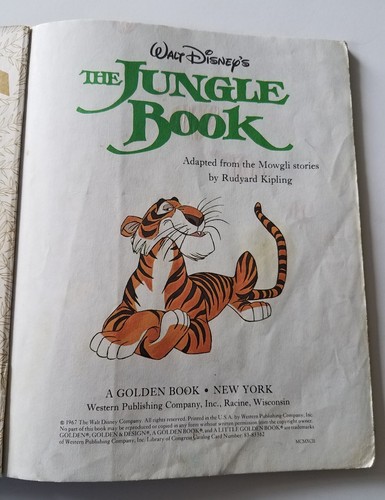 WALT DISNEY'S
THE JUNGLE
BOOK
Adapted from the Mowgli stories
by Rudyard Kipling
A GOLDEN BOOK • NEW YORK
Western Publishing Company, Inc., Racine, Wisconsin
© 1967 The Walt Disney Company. All rights reserved. Printed in the U.S.A. by Western Publishing Company, Inc.
No part of this book may be reproduced or copied in any form without written permission from the copyright owner.
GOLDEN®, GOLDEN & DESIGN®, A GOLDEN BOOK®, and A LITTLE GOLDEN BOOK® are trademarks
of Western Publishing Company, Inc. Library of Congress Catalog Card Number: